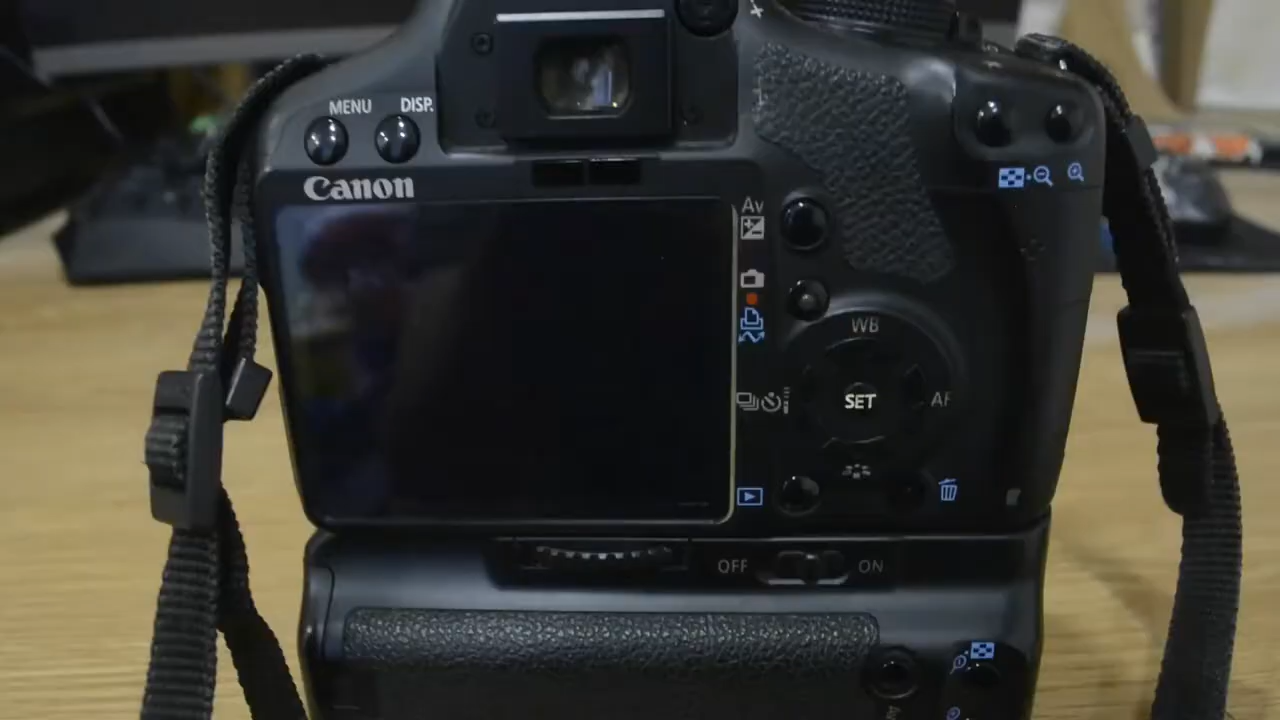 MENU
DISP.
Canon
Av
WB
SET
AF
OFF
ON